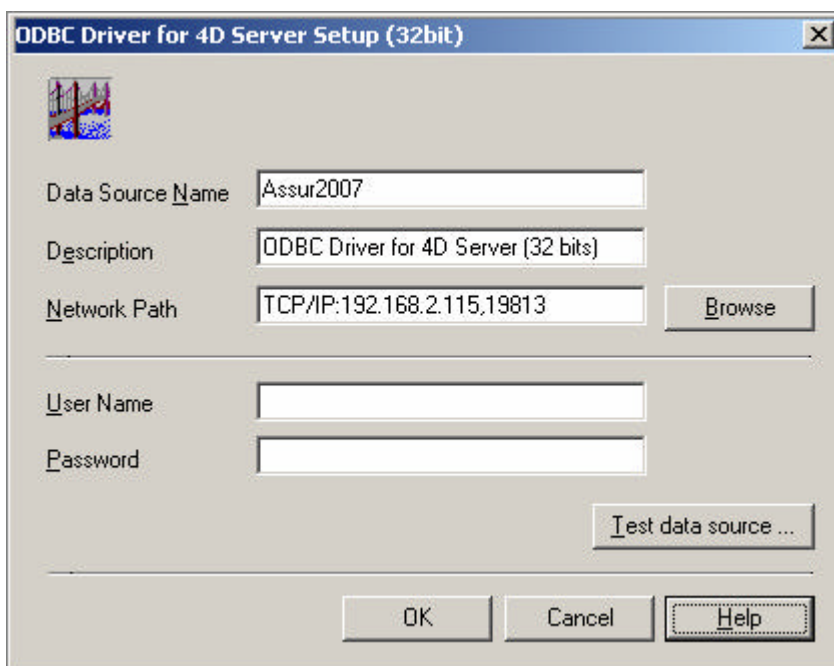 ODBC Driver for 4D Server Setup (32bit)
Data Source Name Assur2007
Description ODBC Driver for 4D Server (32 bits)
Network Path TCP/IP:192.168.2.115,19813 Browse
User Name
Password
Test data source ...
OK Cancel Help